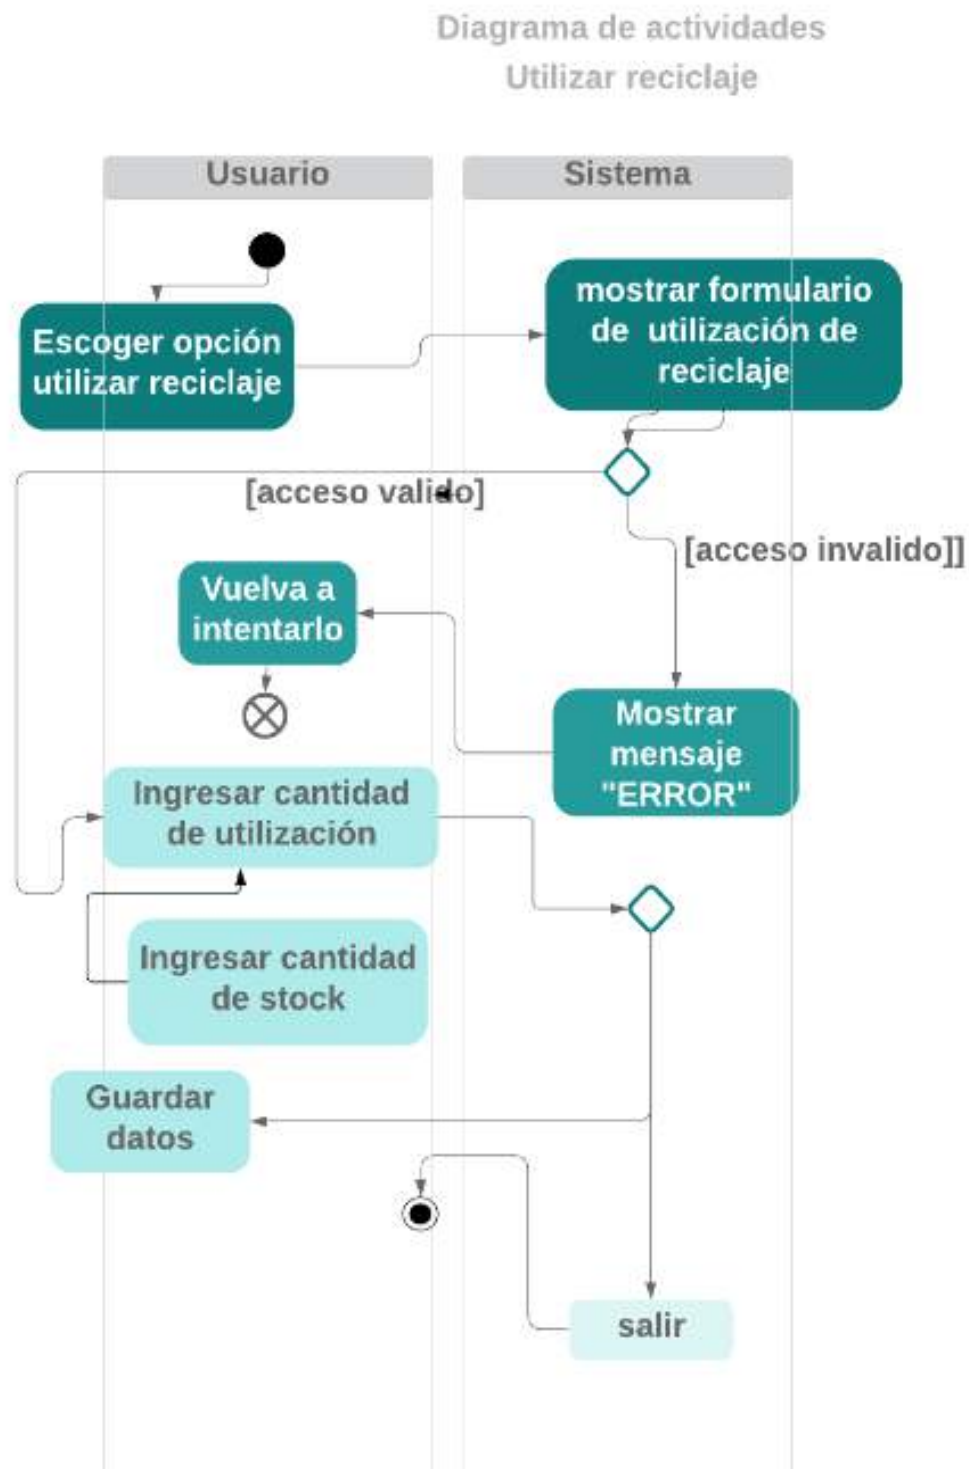 Diagrama de actividades
Utilizar reciclaje
Usuario
Sistema
mostrar formulario
de utilización de
reciclaje
Escoger opción
utilizar reciclaje
[acceso valido]
[acceso invalido]]
Vuelva a
intentarlo
Mostrar
mensaje
"ERROR"
Ingresar cantidad
de utilización
Ingresar cantidad
de stock
Guardar
datos
salir